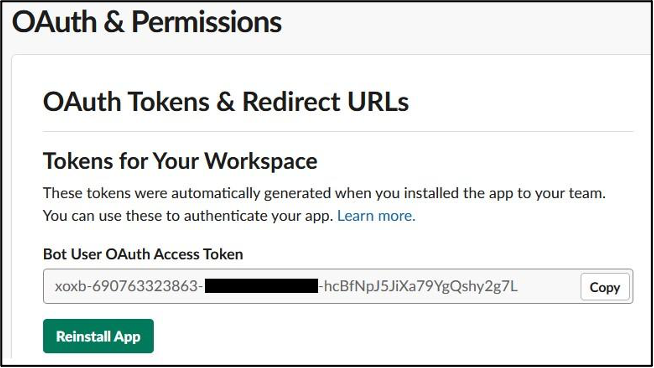 OAuth & Permissions
OAuth Tokens & Redirect URLs
Tokens for Your Workspace
These tokens were automatically generated when you installed the app to your team.
You can use these to authenticate your app. Learn more.
Bot User OAuth Access Token
xoxb-690763323863- -hcBfNpJ5JiXa79YgQshy2g7L
Copy
Reinstall App